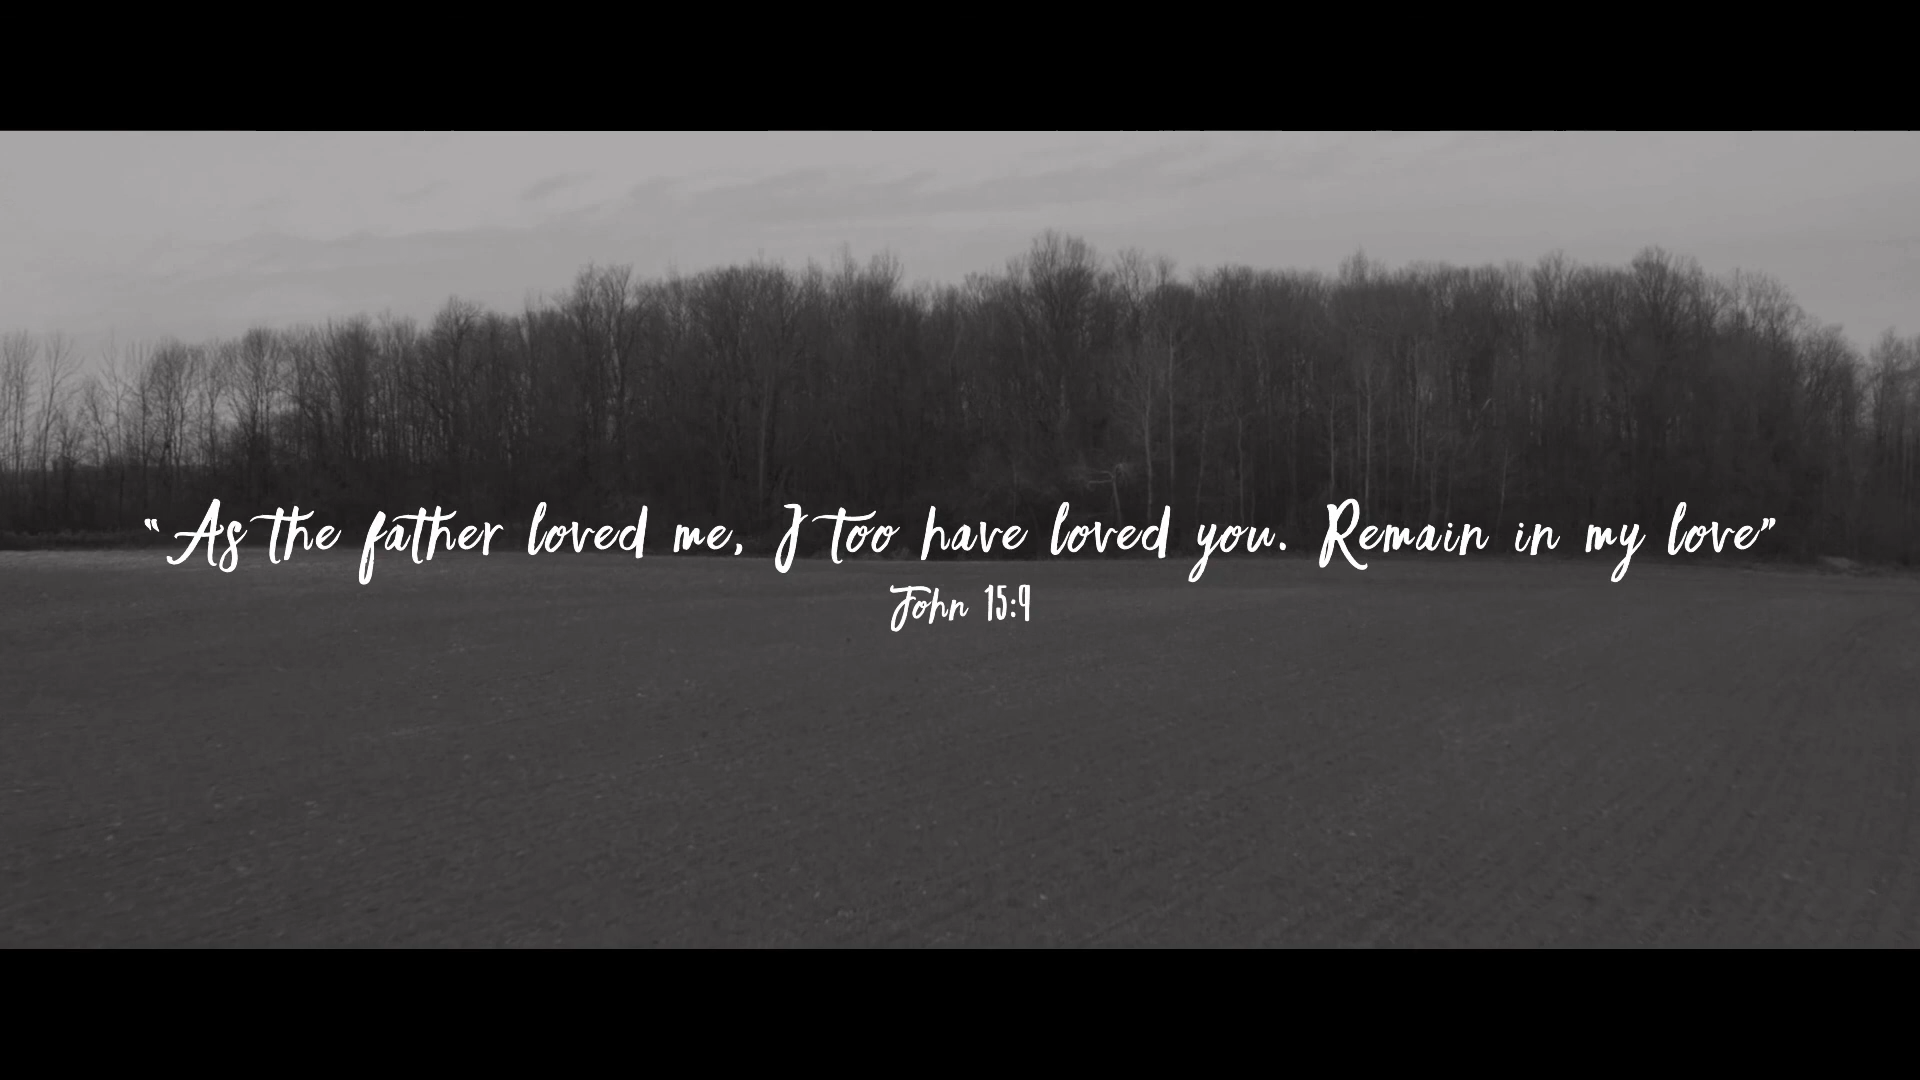 “As the father loved me, I too have loved you. Remain in my love”
John 15:9